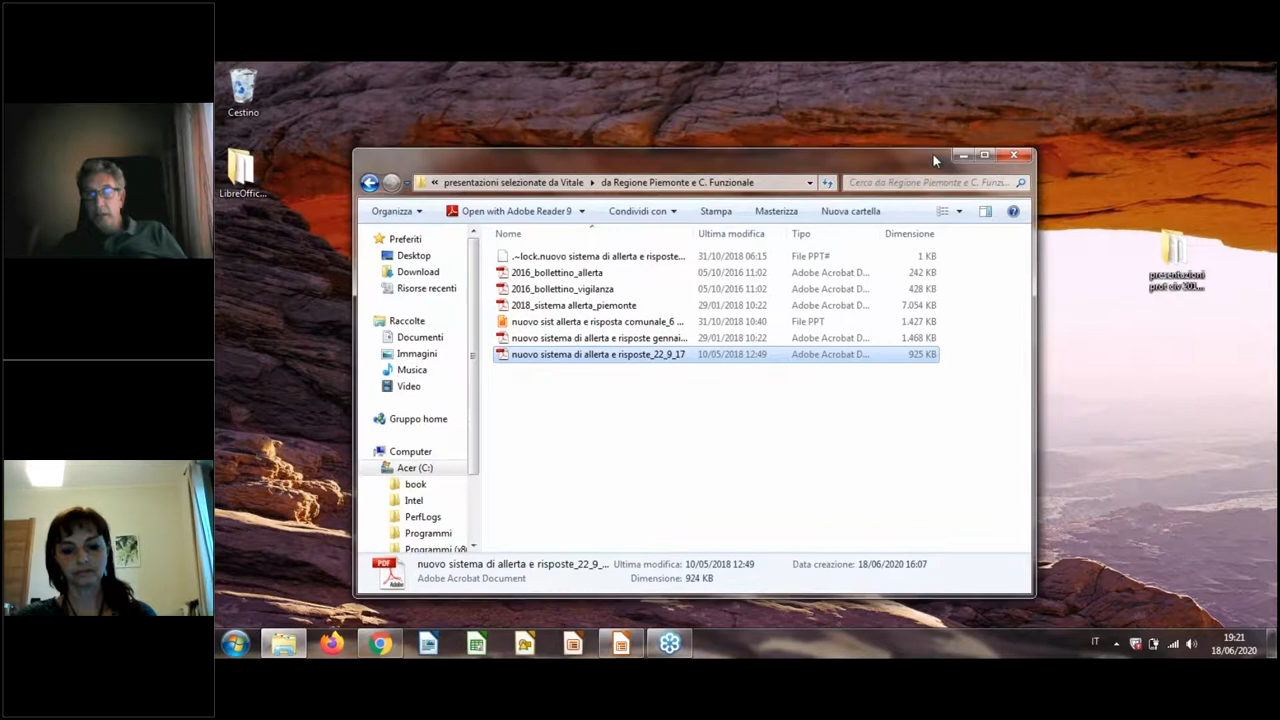 Cestino
LibreOffic...
presentazioni selezionate da Vitale
da Regione Piemonte e C. Funzionale
Cerca da Regione Piemonte e C. Funzi...
Organizza
Open with Adobe Reader 9
Condividi con
Stampa
Masterizza
Nuova cartella
Nome Ultima modifica Tipo Dimensione
.~lock.nuovo sistema di allerta e risposte... 31/10/2018 06:15 File PPT# 1 KB
2016_bollettino_allerta 05/10/2016 11:02 Adobe Acrobat D... 242 KB
2016_bollettino_vigilanza 05/10/2016 11:02 Adobe Acrobat D... 428 KB
2018_sistema allerta_piemonte 29/01/2018 10:22 Adobe Acrobat D... 7.054 KB
nuovo sist allerta e risposta comunale_6 ... 31/10/2018 10:40 File PPT 1.427 KB
nuovo sistema di allerta e risposte gennai... 29/01/2018 10:22 Adobe Acrobat D... 1.468 KB
nuovo sistema di allerta e risposte_22_9_17 10/05/2018 12:49 Adobe Acrobat D... 925 KB
Preferiti
Desktop
Download
Risorse recenti
Raccolte
Documenti
Immagini
Musica
Video
Gruppo home
Computer
Acer (C:)
book
Intel
PerfLogs
Programmi
Programmi (x8
PDF
Adobe
nuovo sistema di allerta e risposte_22_9_... Ultima modifica: 10/05/2018 12:49 Data creazione: 18/06/2020 16:07
Adobe Acrobat Document Dimensione: 924 KB
presentazioni
prot civ 201...
IT
19:21
18/06/2020